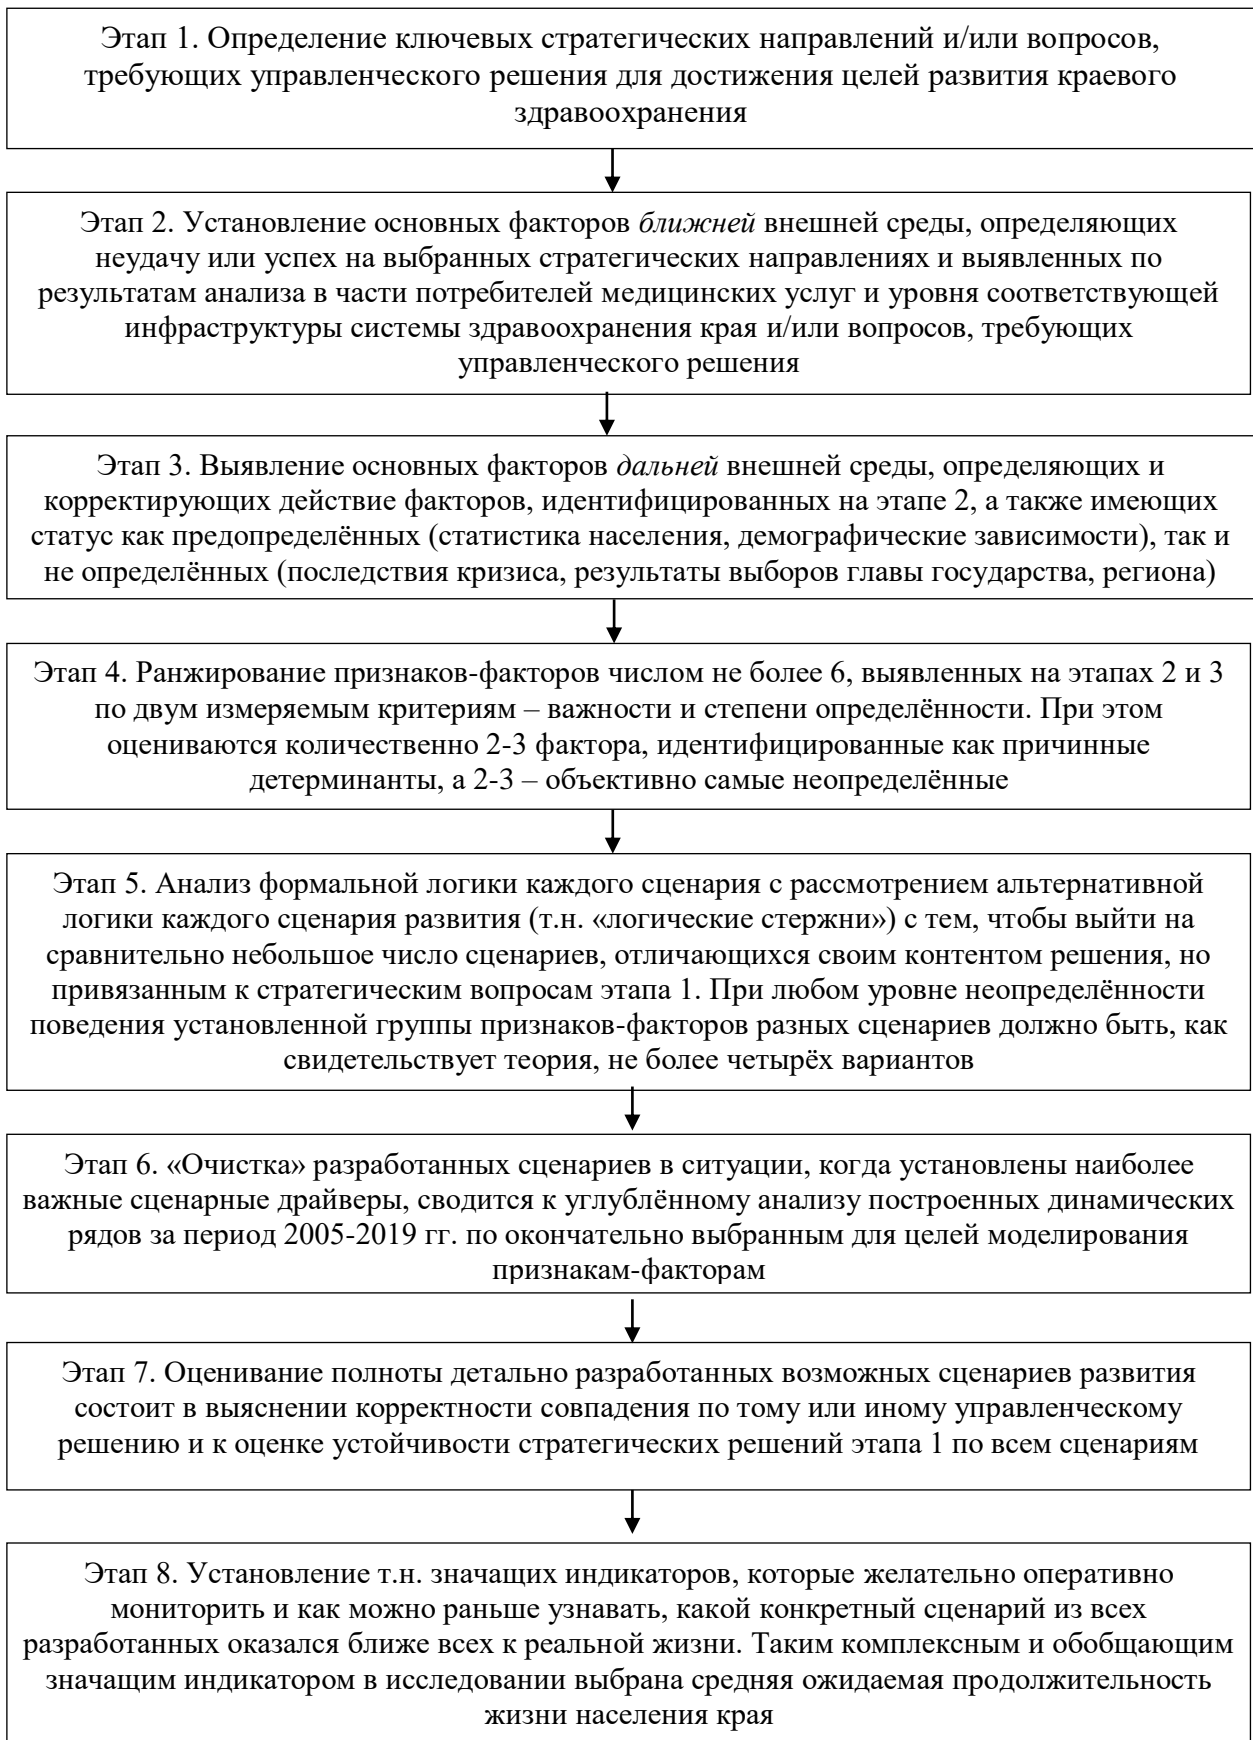 Этап 1. Определение ключевых стратегических направлений и/или вопросов,
требующих управленческого решения для достижения целей развития краевого
здравоохранения
Этап 2. Установление основных факторов ближней внешней среды, определяющих
неудачу или успех на выбранных стратегических направлениях и выявленных по
результатам анализа в части потребителей медицинских услуг и уровня соответствующей
инфраструктуры системы здравоохранения края и/или вопросов, требующих
управленческого решения
Этап 3. Выявление основных факторов дальней внешней среды, определяющих и
корректирующих действие факторов, идентифицированных на этапе 2, а также имеющих
статус как предопределённых (статистика населения, демографические зависимости), так и
не определённых (последствия кризиса, результаты выборов главы государства, региона)
Этап 4. Ранжирование признаков-факторов числом не более 6, выявленных на этапах 2 и 3
по двум измеряемым критериям – важности и степени определённости. При этом
оцениваются количественно 2-3 фактора, идентифицированные как причинные
детерминанты, а 2-3 – объективно самые неопределённые
Этап 5. Анализ формальной логики каждого сценария с рассмотрением альтернативной
логики каждого сценария развития (т.н. «логические стержни») с тем, чтобы выйти на
сравнительно небольшое число сценариев, отличающихся своим контентом решения, но
привязанным к стратегическим вопросам этапа 1. При любом уровне неопределённости
поведения установленной группы признаков-факторов разных сценариев должно быть, как
свидетельствует теория, не более четырёх вариантов
Этап 6. «Очистка» разработанных сценариев в ситуации, когда установлены наиболее
важные сценарные драйверы, сводится к углублённому анализу построенных динамических
рядов за период 2005-2019 гг. по окончательно выбранным для целей моделирования
признакам-факторам
Этап 7. Оценивание полноты детально разработанных возможных сценариев развития
состоит в выяснении корректности совпадения по тому или иному управленческому
решению и к оценке устойчивости стратегических решений этапа 1 по всем сценариям
Этап 8. Установление т.н. значащих индикаторов, которые желательно оперативно
мониторить и как можно раньше узнавать, какой конкретный сценарий из всех
разработанных оказался ближе всех к реальной жизни. Таким комплексным и обобщающим
значащим индикатором в исследовании выбрана средняя ожидаемая продолжительность
жизни населения края